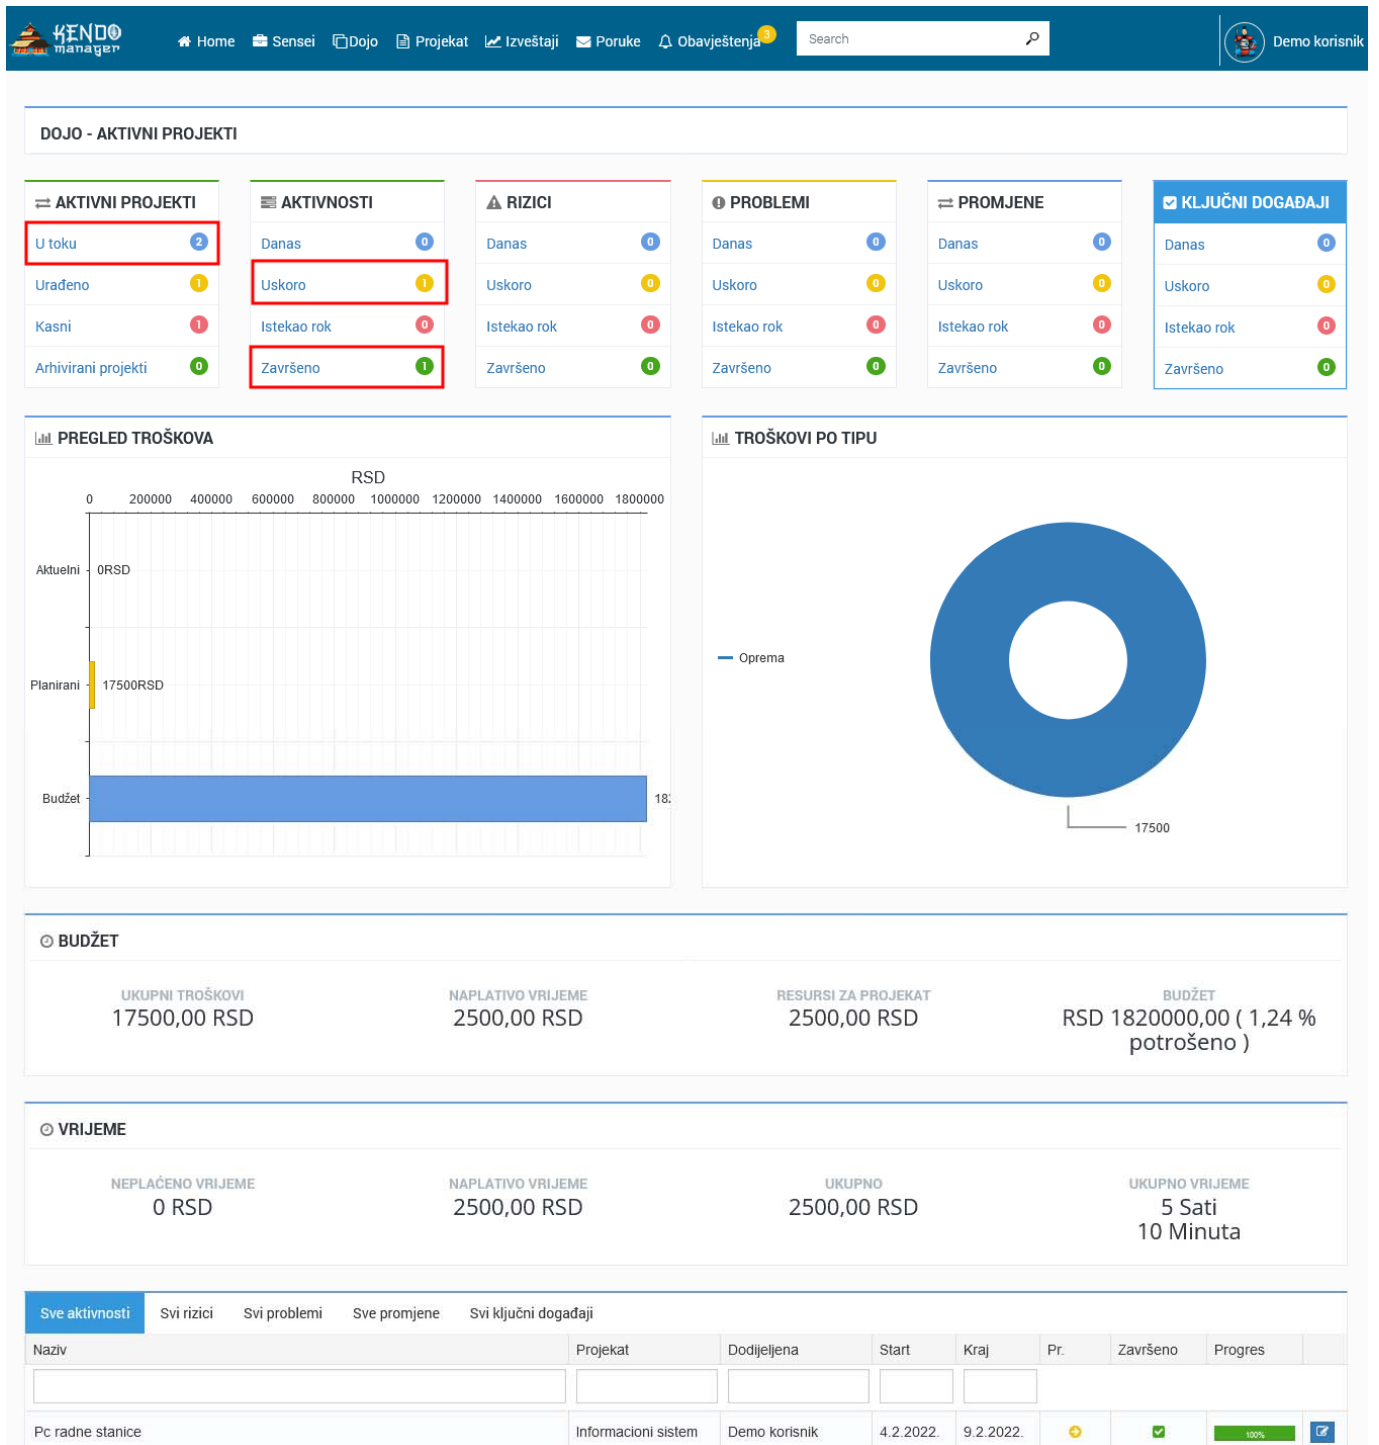 KENDO manager Home Sensei Dojo Projekat Izveštaji Poruke Obavještenja 3 Search Demo korisnik
DOJO - AKTIVNI PROJEKTI
AKTIVNI PROJEKTI AKTIVNOSTI RIZICI PROBLEMI PROMJENE KLJUČNI DOGAĐAJI
U toku 2 Danas 0 Danas 0 Danas 0 Danas 0 Danas 0
Urađeno 1 Uskoro 1 Uskoro 0 Uskoro 0 Uskoro 0 Uskoro 0
Kasni 1 Istekao rok 0 Istekao rok 0 Istekao rok 0 Istekao rok 0 Istekao rok 0
Arhivirani projekti 0 Završeno 1 Završeno 0 Završeno 0 Završeno 0 Završeno 0
PREGLED TROŠKOVA
RSD
0 200000 400000 600000 800000 1000000 1200000 1400000 1600000 1800000
Aktuelni 0RSD
Planirani 17500RSD
Budžet 182
TROŠKOVI PO TIPU
Oprema
17500
BUDŽET
UKUPNI TROŠKOVI NAPLATIVO VRIJEME RESURSI ZA PROJEKAT BUDŽET
17500,00 RSD 2500,00 RSD 2500,00 RSD RSD 1820000,00 ( 1,24 %
potrošeno )
VRIJEME
NEPLAĆENO VRIJEME NAPLATIVO VRIJEME UKUPNO UKUPNO VRIJEME
0 RSD 2500,00 RSD 2500,00 RSD 5 Sati
10 Minuta
Sve aktivnosti Svi rizici Svi problemi Sve promjene Svi ključni događaji
Naziv Projekat Dodijeljena Start Kraj Pr. Završeno Progres
Pc radne stanice Informacioni sistem Demo korisnik 4.2.2022. 9.2.2022. 100%